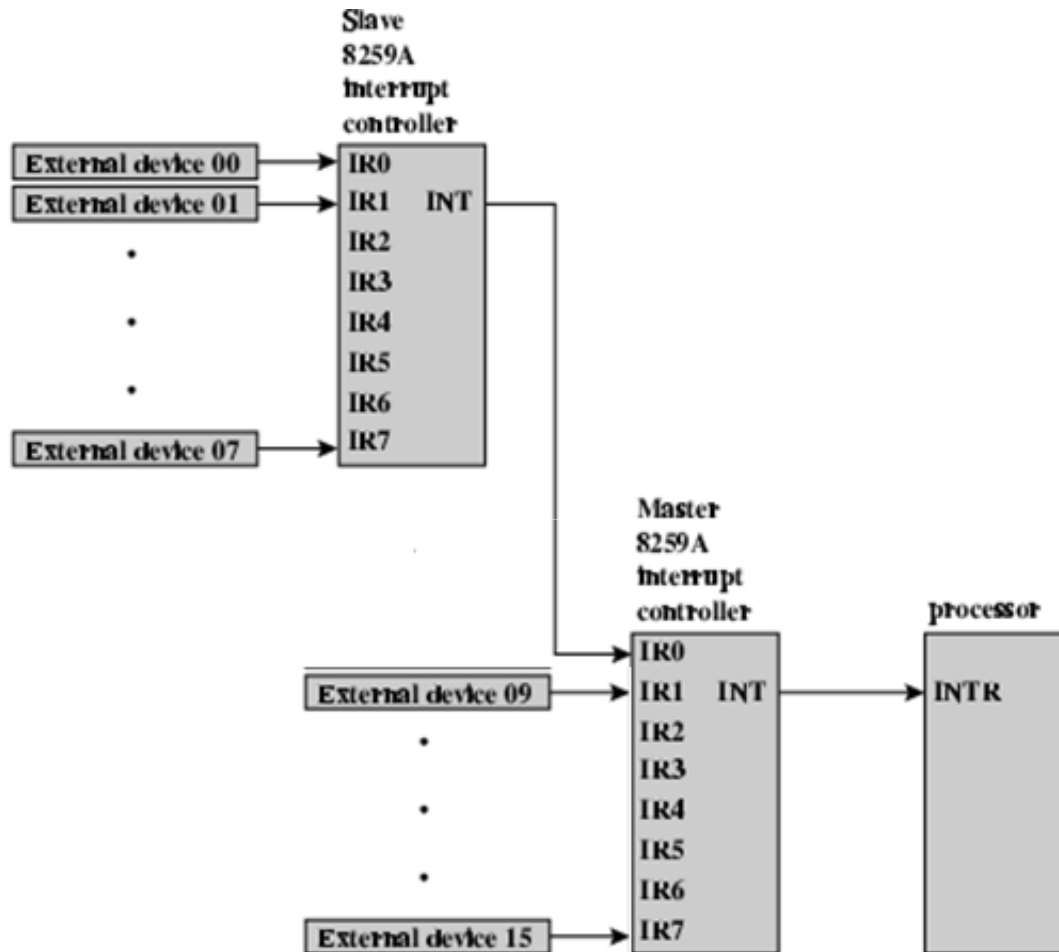 Slave
8259A
interrupt
controller
External device 00
IR0
External device 01
IR1 INT
IR2
IR3
IR4
IR5
IR6
External device 07
IR7
Master
8259A
interrupt
controller
processor
IR0
External device 09
IR1 INT
INTR
IR2
IR3
IR4
IR5
IR6
External device 15
IR7